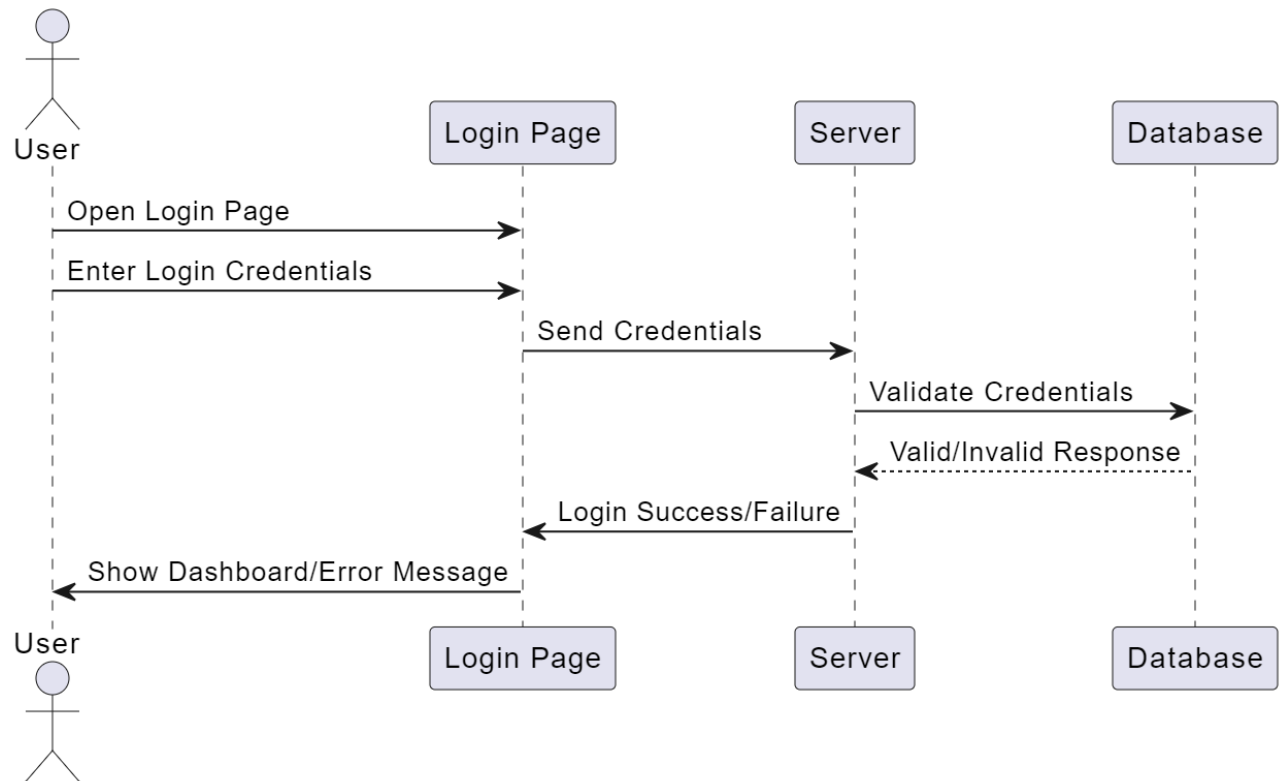 User
Login Page
Server
Database
Open Login Page
Enter Login Credentials
Send Credentials
Validate Credentials
Valid/Invalid Response
Login Success/Failure
Show Dashboard/Error Message
User
Login Page
Server
Database